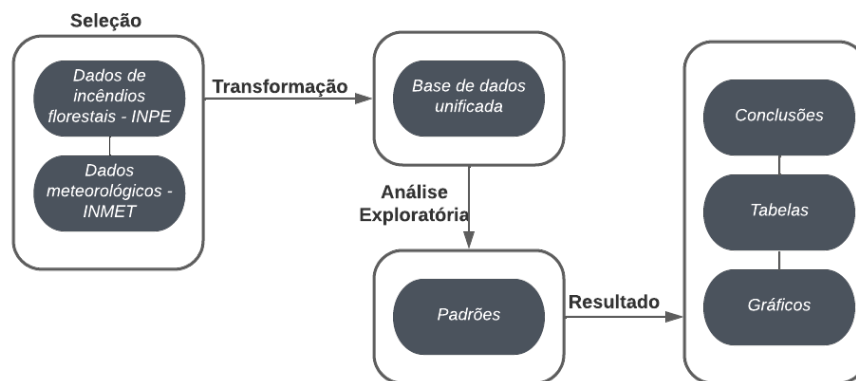 Seleção
Dados de
incêndios
florestais - INPE
Dados
meteorológicos -
INMET
Transformação
Base de dados
unificada
Análise
Exploratória
Padrões
Resultado
Conclusões
Tabelas
Gráficos